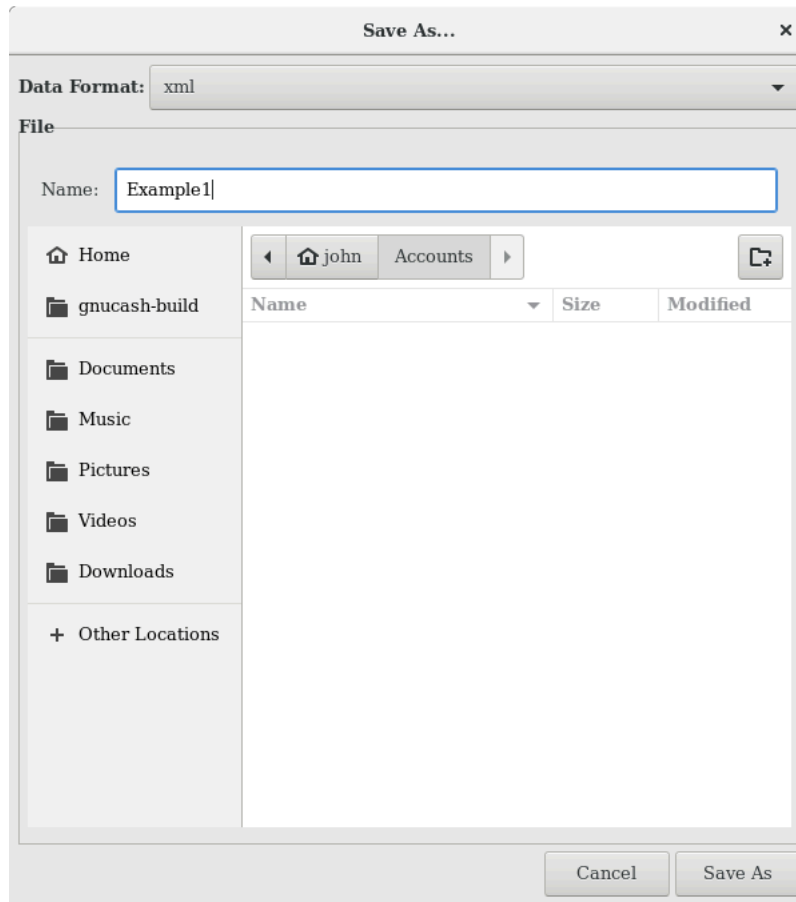 Save As...
Data Format: xml
File
Name: Example1
Home
gnucash-build
Documents
Music
Pictures
Videos
Downloads
Other Locations
john Accounts
Name Size Modified
Cancel Save As